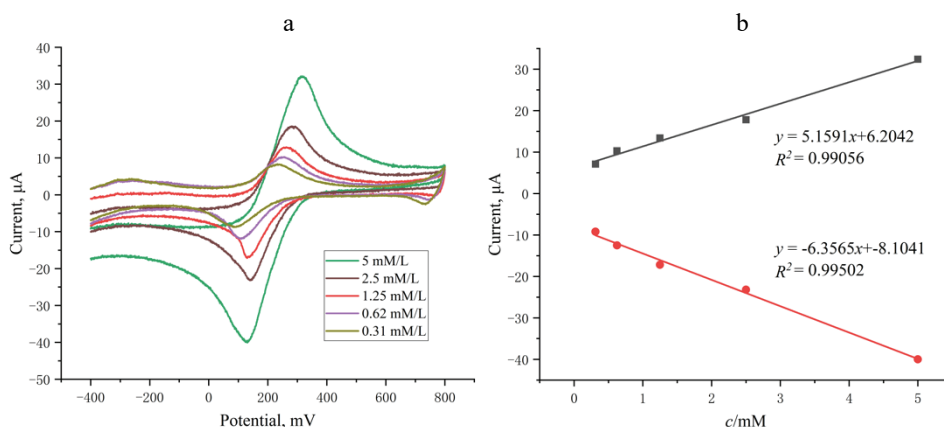 a
40
30
20
10
0
-10
-20
-30
-40
-50
Current, μA
-400
-200
0
200
400
600
800
Potential, mV
5 mM/L
2.5 mM/L
1.25 mM/L
0.62 mM/L
0.31 mM/L
b
30
20
10
0
-10
-20
-30
-40
Current, μA
0
1
2
3
4
5
c/mM
y = 5.1591x+6.2042
R² = 0.99056
y = -6.3565x+-8.1041
R² = 0.99502